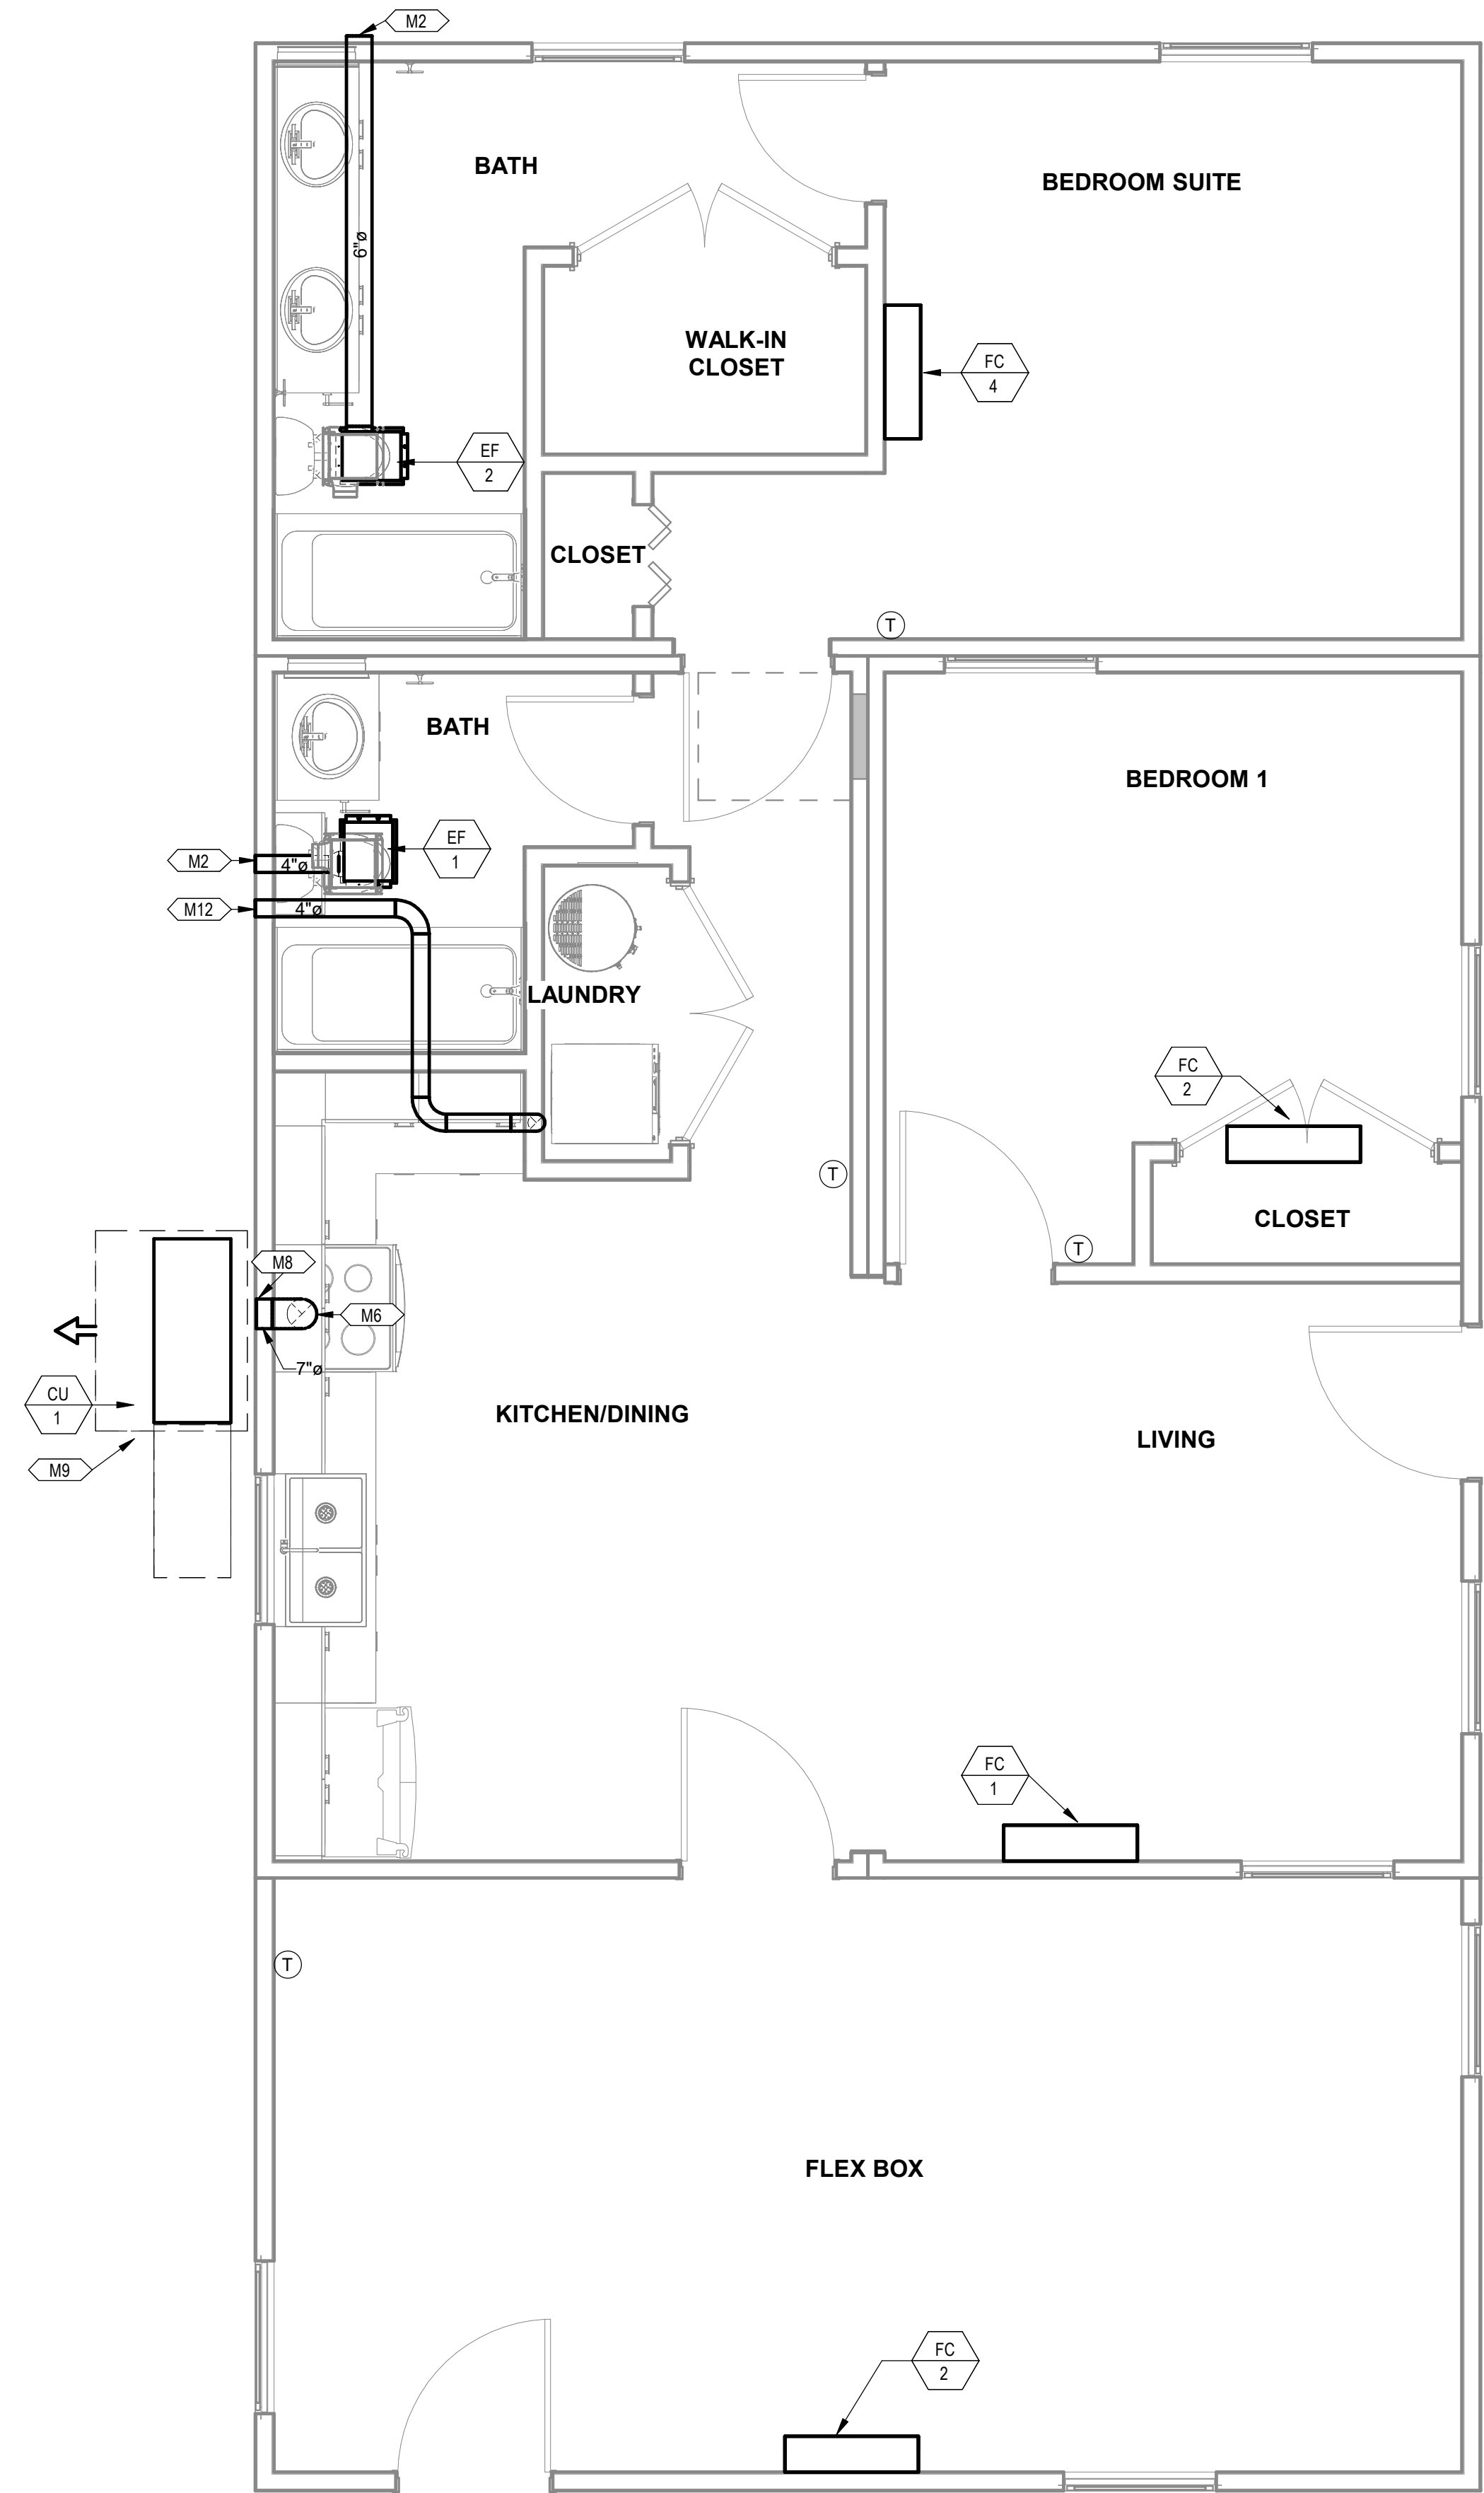 M2
BATH
BEDROOM SUITE
6"ø
WALK-IN
CLOSET
FC
4
EF
2
CLOSET
T
BATH
BEDROOM 1
EF
1
M2
4"ø
M12
4"ø
LAUNDRY
FC
2
T
CLOSET
T
M8
M6
7"ø
CU
1
KITCHEN/DINING
LIVING
M9
FC
1
T
FLEX BOX
FC
2